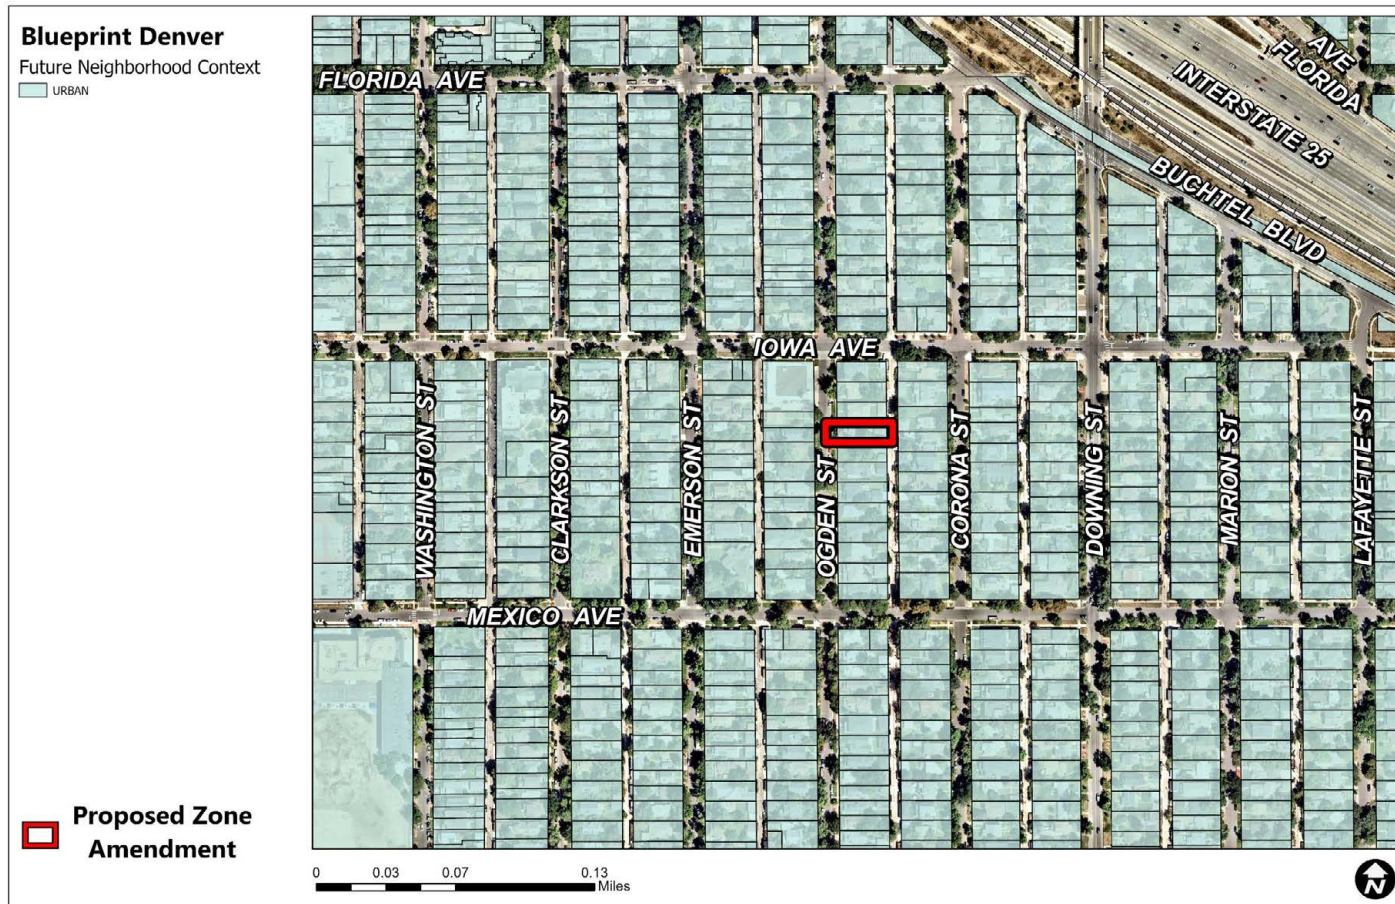 Blueprint Denver
Future Neighborhood Context
URBAN
FLORIDA AVE
AVE
FLORIDA
INTERSTATE 25
BUCHTEL BLVD
IOWA AVE
WASHINGTON ST
CLARKSON ST
EMERSON ST
OGDEN ST
CORONA ST
DOWNING ST
MARION ST
LAFAYETTE ST
MEXICO AVE
Proposed Zone
Amendment
0 0.03 0.07 0.13
Miles
N